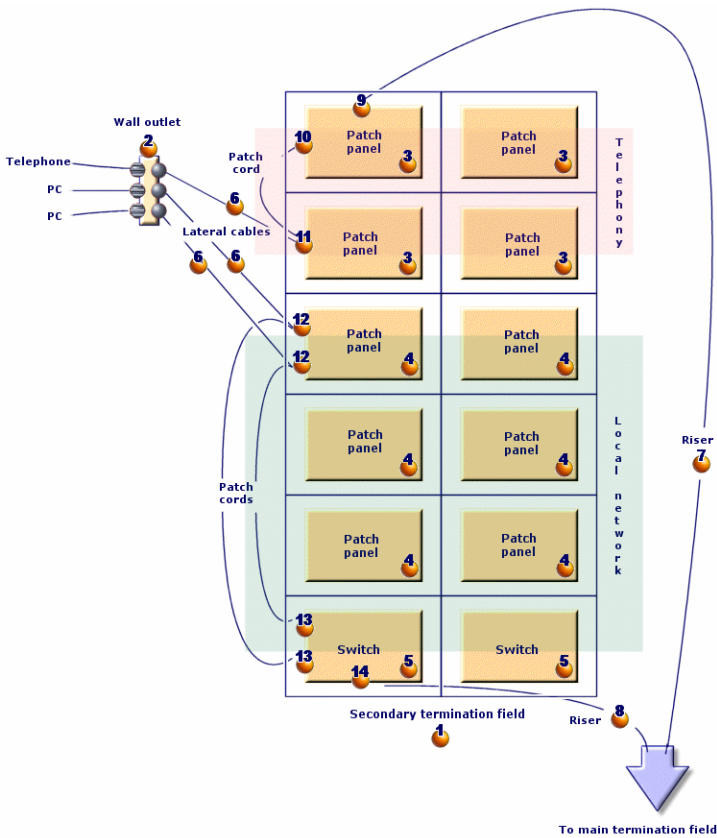 9
Wall outlet
2
10
Patch
panel
3
Patch
panel
3
Telephony
Telephone
PC
PC
Patch
cord
6
Lateral cables
6
6
11
Patch
panel
3
Patch
panel
3
12
12
Patch
panel
4
Patch
panel
4
Local network
Riser
7
Patch
panel
4
Patch
panel
4
Patch
cords
Patch
panel
4
Patch
panel
4
13
13
Switch
5
14
Switch
5
Secondary termination field
1
Riser
8
To main termination field